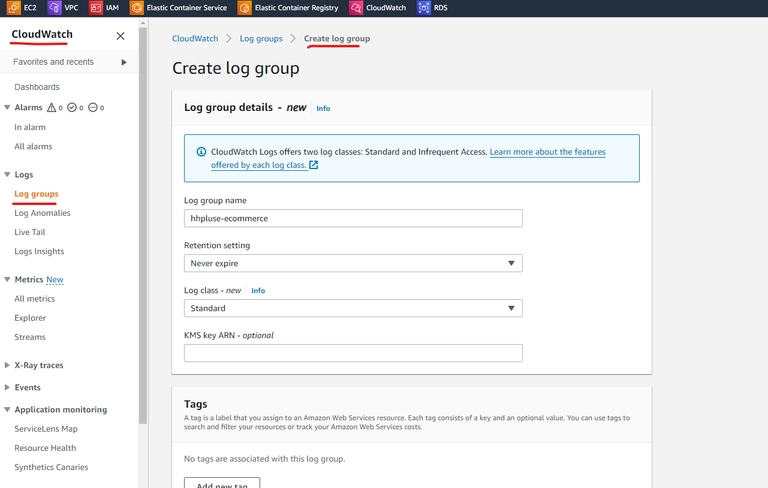 EC2 VPC IAM Elastic Container Service Elastic Container Registry CloudWatch RDS
CloudWatch
Favorites and recents
Dashboards
Alarms 0 0 0
In alarm
All alarms
Logs
Log groups
Log Anomalies
Live Tail
Logs Insights
Metrics New
All metrics
Explorer
Streams
X-Ray traces
Events
Application monitoring
ServiceLens Map
Resource Health
Synthetics Canaries
CloudWatch Log groups Create log group
Create log group
Log group details - new Info
CloudWatch Logs offers two log classes: Standard and Infrequent Access. Learn more about the features
offered by each log class.
Log group name
hhpluse-ecommerce
Retention setting
Never expire
Log class - new Info
Standard
KMS key ARN - optional
Tags
A tag is a label that you assign to an Amazon Web Services resource. Each tag consists of a key and an optional value. You can use tags to
search and filter your resources or track your Amazon Web Services costs.
No tags are associated with this log group.
Add new tag